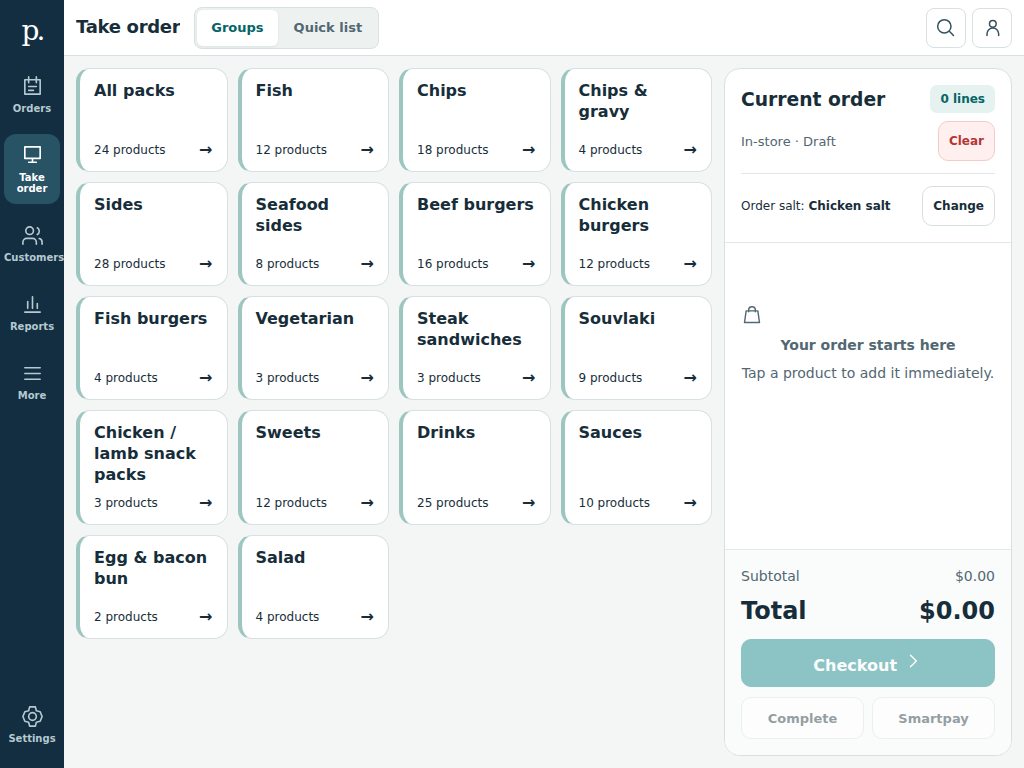 p.
Orders
Take
order
Customers
Reports
More
Settings
Take order
Groups
Quick list
All packs
24 products →
Fish
12 products →
Chips
18 products →
Chips &
gravy
4 products →
Sides
28 products →
Seafood
sides
8 products →
Beef burgers
16 products →
Chicken
burgers
12 products →
Fish burgers
4 products →
Vegetarian
3 products →
Steak
sandwiches
3 products →
Souvlaki
9 products →
Chicken /
lamb snack
packs
3 products →
Sweets
12 products →
Drinks
25 products →
Sauces
10 products →
Egg & bacon
bun
2 products →
Salad
4 products →
Current order
0 lines
In-store · Draft
Clear
Order salt: Chicken salt
Change
Your order starts here
Tap a product to add it immediately.
Subtotal $0.00
Total $0.00
Checkout
Complete
Smartpay